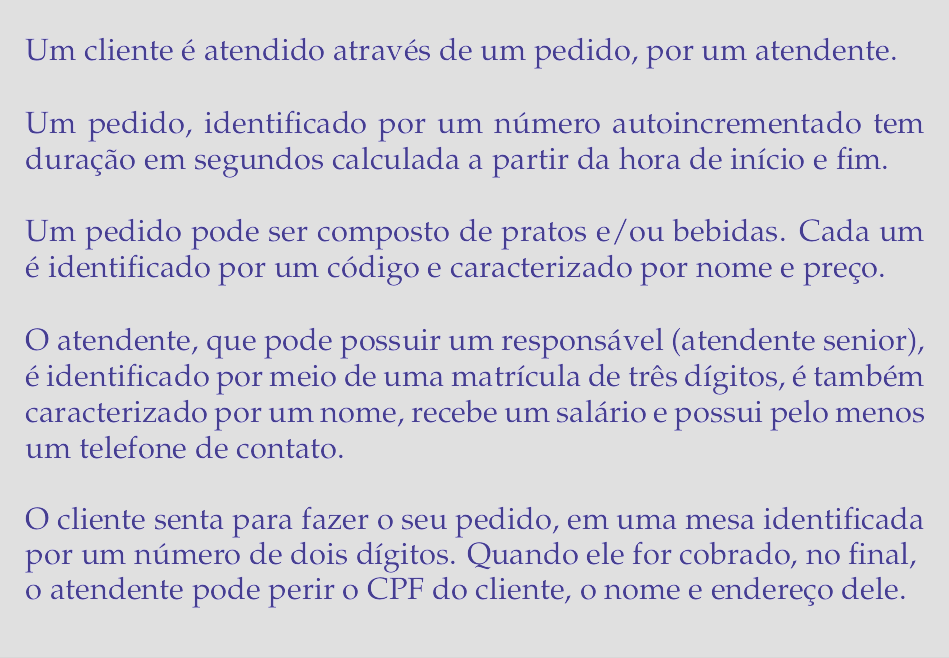 Um cliente é atendido através de um pedido, por um atendente.
Um pedido, identificado por um número autoincrementado tem
duração em segundos calculada a partir da hora de início e fim.
Um pedido pode ser composto de pratos e/ou bebidas. Cada um
é identificado por um código e caracterizado por nome e preço.
O atendente, que pode possuir um responsável (atendente senior),
é identificado por meio de uma matrícula de três dígitos, é também
caracterizado por um nome, recebe um salário e possui pelo menos
um telefone de contato.
O cliente senta para fazer o seu pedido, em uma mesa identificada
por um número de dois dígitos. Quando ele for cobrado, no final,
o atendente pode perir o CPF do cliente, o nome e endereço dele.